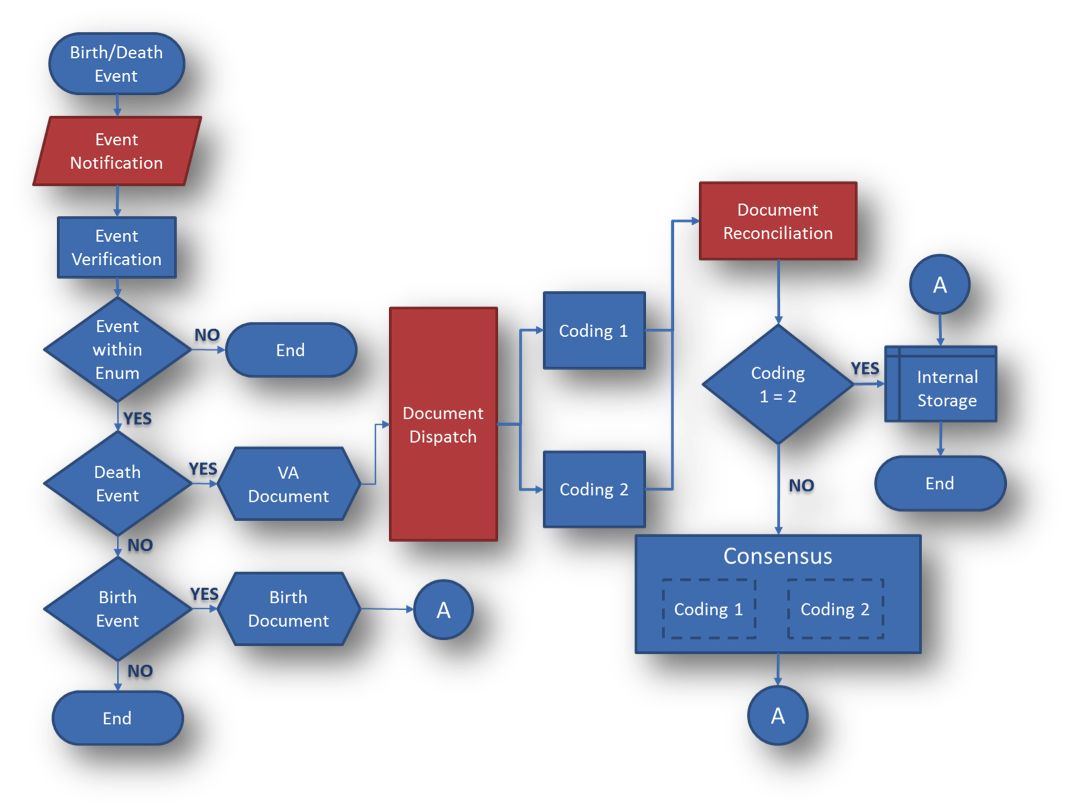 Birth/Death
Event
Event
Notification
Event
Verification
Event
within
Enum
NO
End
YES
Death
Event
YES
VA
Document
NO
Birth
Event
YES
Birth
Document
A
NO
End
Document
Dispatch
Coding 1
Coding 2
Document
Reconciliation
Coding
1 = 2
YES
A
Internal
Storage
End
NO
Consensus
Coding 1
Coding 2
A